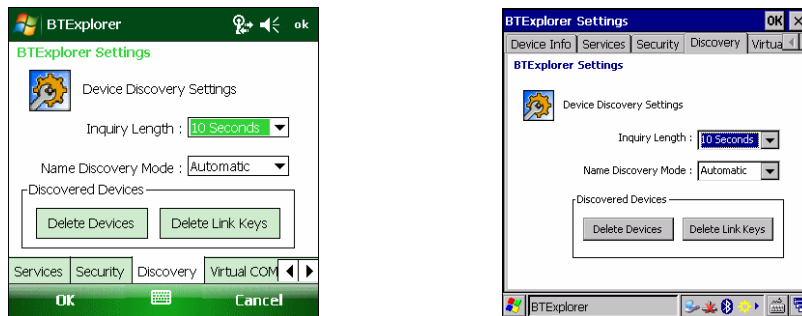 BTExplorer ok
BTExplorer Settings
Device Discovery Settings
Inquiry Length : 10 Seconds
Name Discovery Mode : Automatic
Discovered Devices
Delete Devices Delete Link Keys
Services Security Discovery Virtual COM
OK Cancel
BTExplorer Settings OK
Device Info Services Security Discovery Virtua
BTExplorer Settings
Device Discovery Settings
Inquiry Length : 10 Seconds
Name Discovery Mode : Automatic
Discovered Devices
Delete Devices Delete Link Keys
BTExplorer